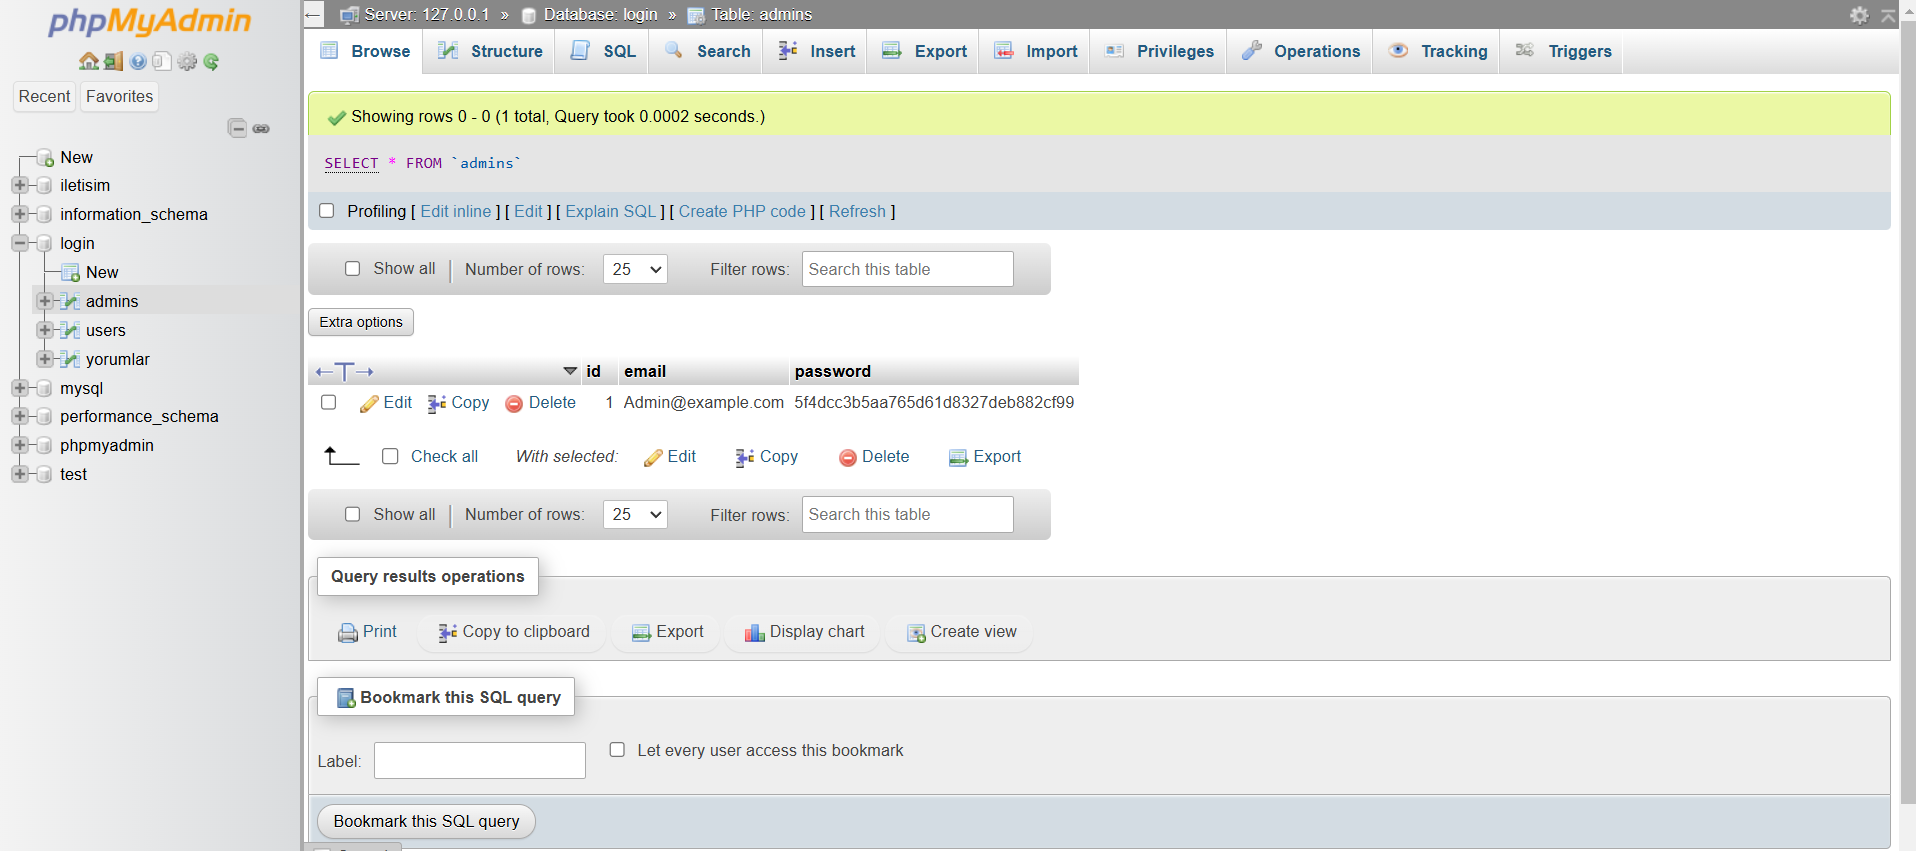 phpMyAdmin
Recent Favorites
New
iletisim
information_schema
login
New
admins
users
yorumlar
mysql
performance_schema
phpmyadmin
test
Server: 127.0.0.1 » Database: login » Table: admins
Browse Structure SQL Search Insert Export Import Privileges Operations Tracking Triggers
Showing rows 0 - 0 (1 total, Query took 0.0002 seconds.)
SELECT * FROM `admins`
Profiling [ Edit inline ] [ Edit ] [ Explain SQL ] [ Create PHP code ] [ Refresh ]
Show all | Number of rows: 25 Filter rows: Search this table
Extra options
←T→ id email password
Edit Copy Delete 1 Admin@example.com 5f4dcc3b5aa765d61d8327deb882cf99
Check all With selected: Edit Copy Delete Export
Show all | Number of rows: 25 Filter rows: Search this table
Query results operations
Print Copy to clipboard Export Display chart Create view
Bookmark this SQL query
Label: Let every user access this bookmark
Bookmark this SQL query